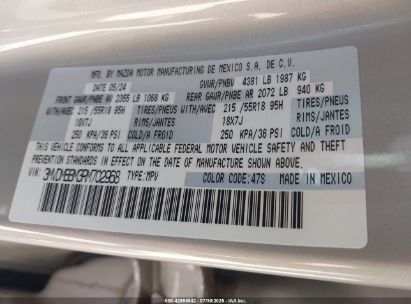 MFD. BY MAZDA MOTOR MANUFACTURING DE MEXICO S.A. DE C.V.
DATE 05/24 GVWR/PNBV 4381 LB 1987 KG
FRONT GAWR/PNBE AV 2355 LB 1068 KG REAR GAWR/PNBE AR 2072 LB 940 KG
WITH/AVEC 215/55R18 95H TIRES/PNEUS WITH/AVEC 215/55R18 95H TIRES/PNEUS
18X7J RIMS/JANTES 18X7J RIMS/JANTES
250 KPA/36 PSI COLD/A FROID 250 KPA/36 PSI COLD/A FROID
THIS VEHICLE CONFORMS TO ALL APPLICABLE FEDERAL MOTOR VEHICLE SAFETY AND THEFT
PREVENTION STANDARDS IN EFFECT ON THE DATE OF MANUFACTURE SHOWN ABOVE.
VIN: TYPE: MPV COLOR CODE: 47S MADE IN MEXICO